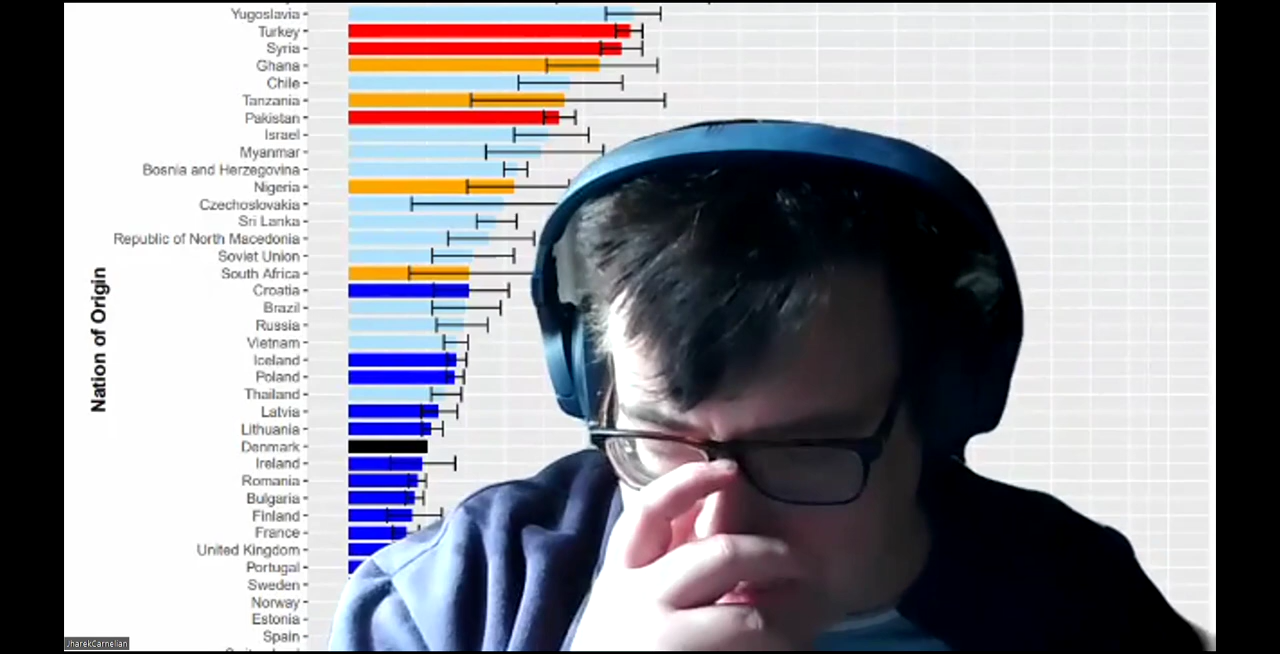 Yugoslavia
Turkey
Syria
Ghana
Chile
Tanzania
Pakistan
Israel
Myanmar
Bosnia and Herzegovina
Nigeria
Czechoslovakia
Sri Lanka
Republic of North Macedonia
Soviet Union
South Africa
Croatia
Brazil
Russia
Vietnam
Iceland
Poland
Thailand
Latvia
Lithuania
Denmark
Ireland
Romania
Bulgaria
Finland
France
United Kingdom
Portugal
Sweden
Norway
Estonia
Spain
Nation of Origin
JharekCarnelian